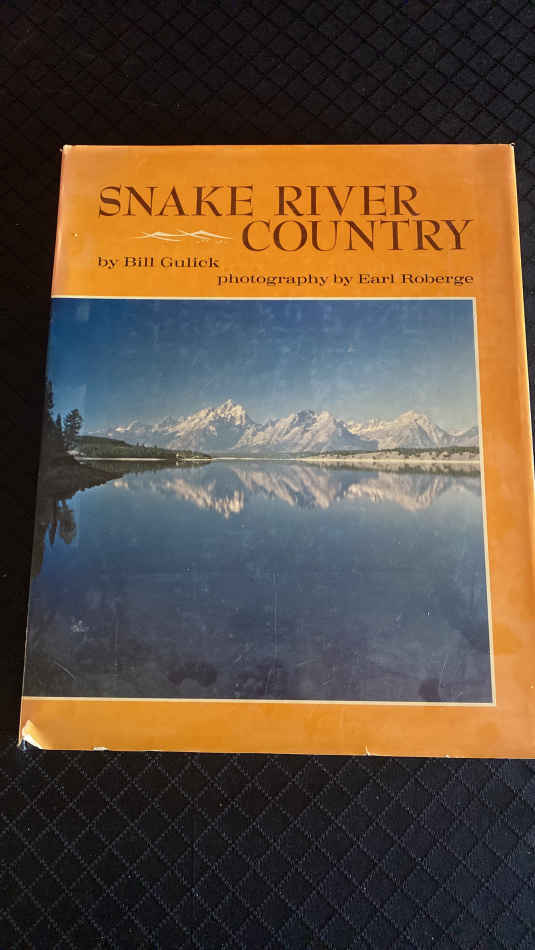 SNAKE RIVER
COUNTRY
by Bill Gulick
photography by Earl Roberge